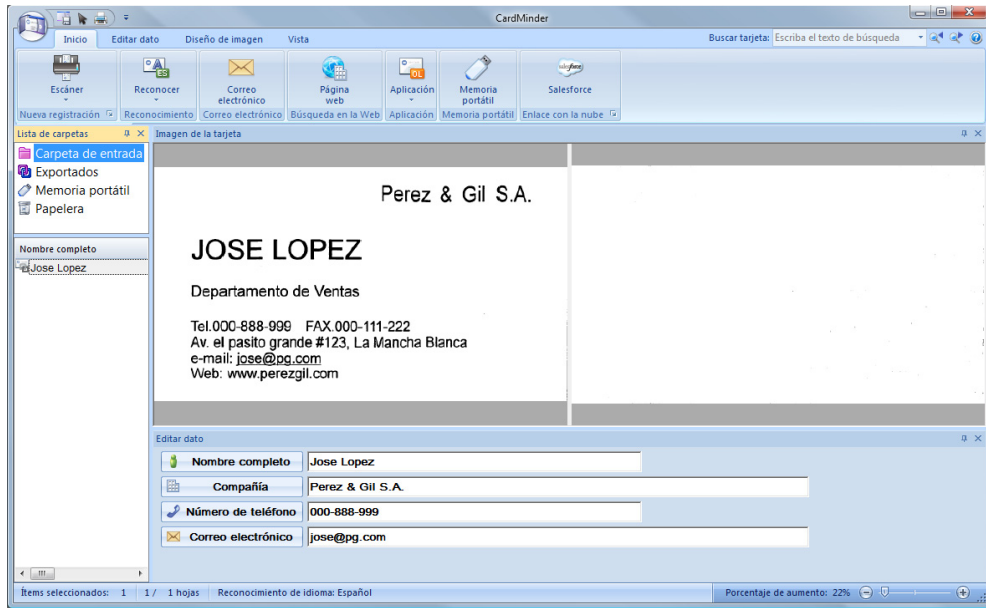 CardMinder
Inicio Editar dato Diseño de imagen Vista Buscar tarjeta: Escriba el texto de búsqueda
ES OL salesforce
Escáner Reconocer Correo electrónico Página web Aplicación Memoria portátil Salesforce
Nueva registración Reconocimiento Correo electrónico Búsqueda en la Web Aplicación Memoria portátil Enlace con la nube
Lista de carpetas Imagen de la tarjeta
Carpeta de entrada
Exportados
Memoria portátil
Papelera
Nombre completo
Jose Lopez
Perez & Gil S.A.
JOSE LOPEZ
Departamento de Ventas
Tel.000-888-999 FAX.000-111-222
Av. el pasito grande #123, La Mancha Blanca
e-mail: jose@pg.com
Web: www.perezgil.com
Editar dato
Nombre completo Jose Lopez
Compañía Perez & Gil S.A.
Número de teléfono 000-888-999
Correo electrónico jose@pg.com
Ítems seleccionados: 1 1 / 1 hojas Reconocimiento de idioma: Español Porcentaje de aumento: 22%